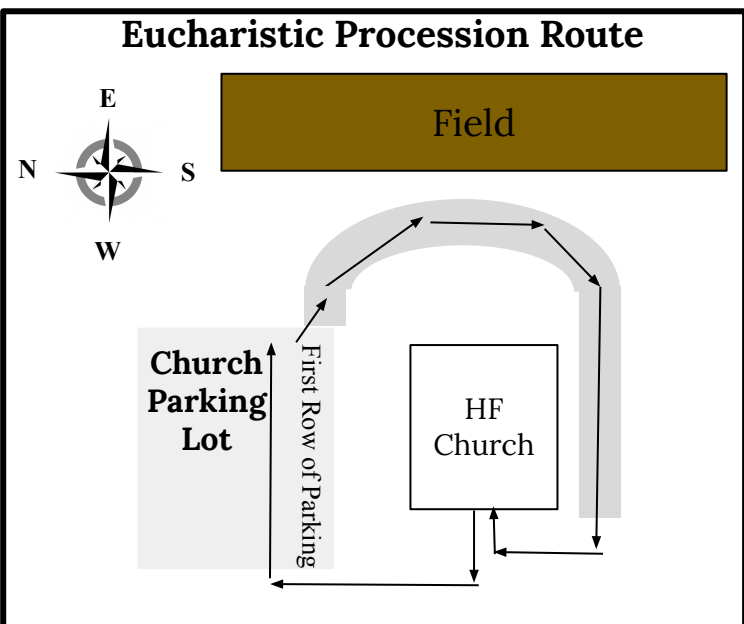 Eucharistic Procession Route
E
N
S
W
Field
Church
Parking
Lot
First Row of Parking
HF
Church